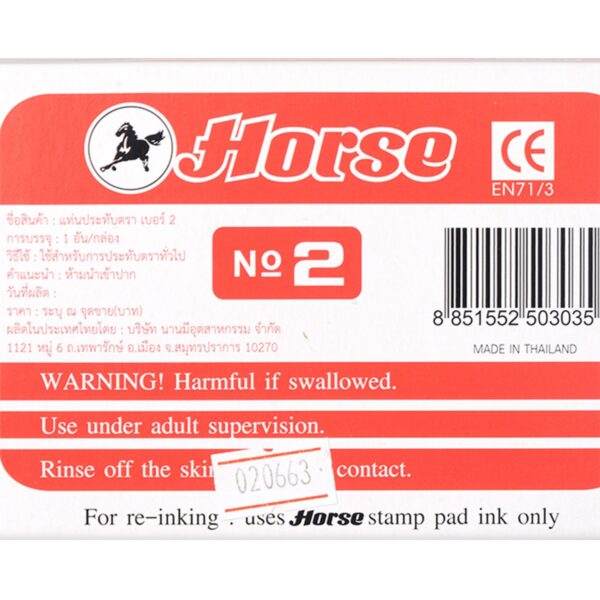 Horse
CE
EN71/3
ชื่อสินค้า : แท่นประทับตรา เบอร์ 2
การบรรจุ : 1 อัน/กล่อง
วิธีใช้ : ใช้สำหรับการประทับตราทั่วไป
คำแนะนำ : ห้ามนำเข้าปาก
วันที่ผลิต :
ราคา : ระบุ ณ จุดขาย(บาท)
ผลิตในประเทศไทยโดย : บริษัท นานมีอุตสาหกรรม จำกัด
1121 หมู่ 6 ถ.เทพารักษ์ อ.เมือง จ.สมุทรปราการ 10270
No 2
8 851552 503035
MADE IN THAILAND
WARNING! Harmful if swallowed.
Use under adult supervision.
Rinse off the skin contact.
020663
For re-inking : uses Horse stamp pad ink only